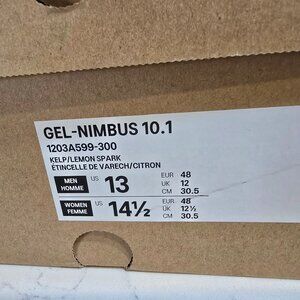 GEL-NIMBUS 10.1
1203A599-300
KELP/LEMON SPARK
ÉTINCELLE DE VARECH/CITRON
MEN HOMME US 13 EUR 48 UK 12 CM 30.5
WOMEN FEMME US 14½ EUR 48 UK 12½ CM 30.5